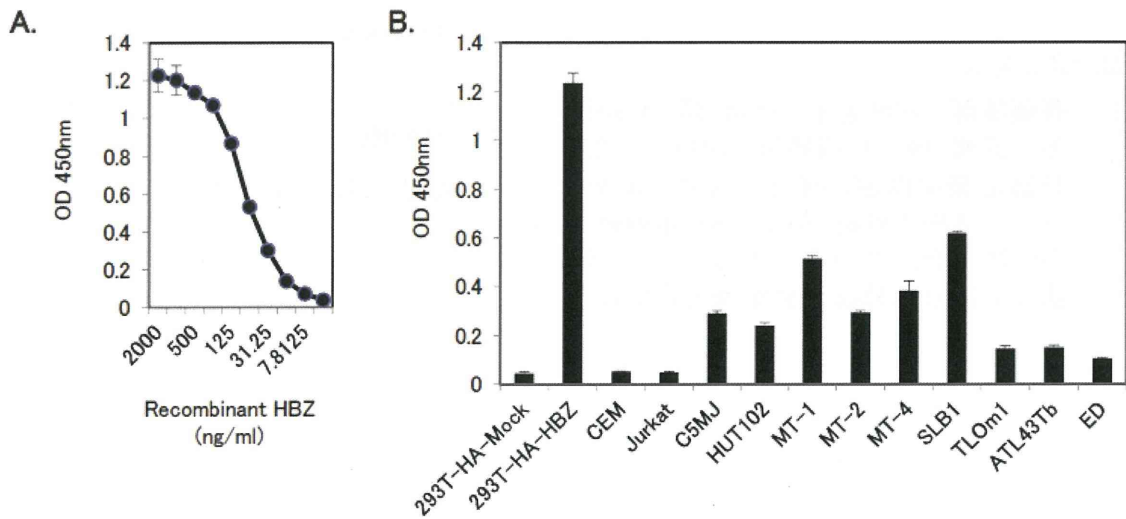 A.
1.4
1.2
1
0.8
0.6
0.4
0.2
0
OD 450nm
2000
500
125
31.25
7.8125
Recombinant HBZ
(ng/ml)
B.
1.4
1.2
1
0.8
0.6
0.4
0.2
0
OD 450nm
293T-HA-Mock
293T-HA-HBZ
CEM
Jurkat
C5MJ
HUT102
MT-1
MT-2
MT-4
SLB1
TLOm1
ATL43Tb
ED